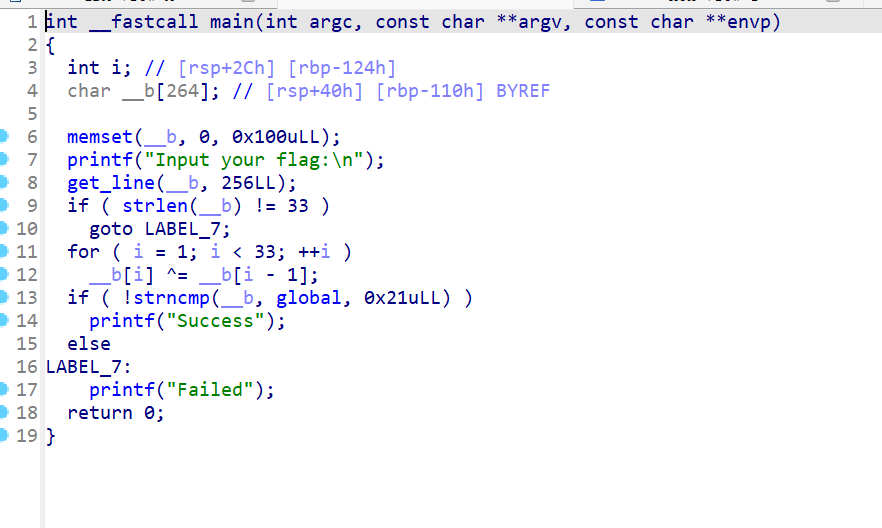 1 int __fastcall main(int argc, const char **argv, const char **envp)
2 {
3   int i; // [rsp+2Ch] [rbp-124h]
4   char __b[264]; // [rsp+40h] [rbp-110h] BYREF
5
6   memset(__b, 0, 0x100uLL);
7   printf("Input your flag:\n");
8   get_line(__b, 256LL);
9   if ( strlen(__b) != 33 )
10     goto LABEL_7;
11   for ( i = 1; i < 33; ++i )
12     __b[i] ^= __b[i - 1];
13   if ( !strncmp(__b, global, 0x21uLL) )
14     printf("Success");
15   else
16 LABEL_7:
17     printf("Failed");
18   return 0;
19 }